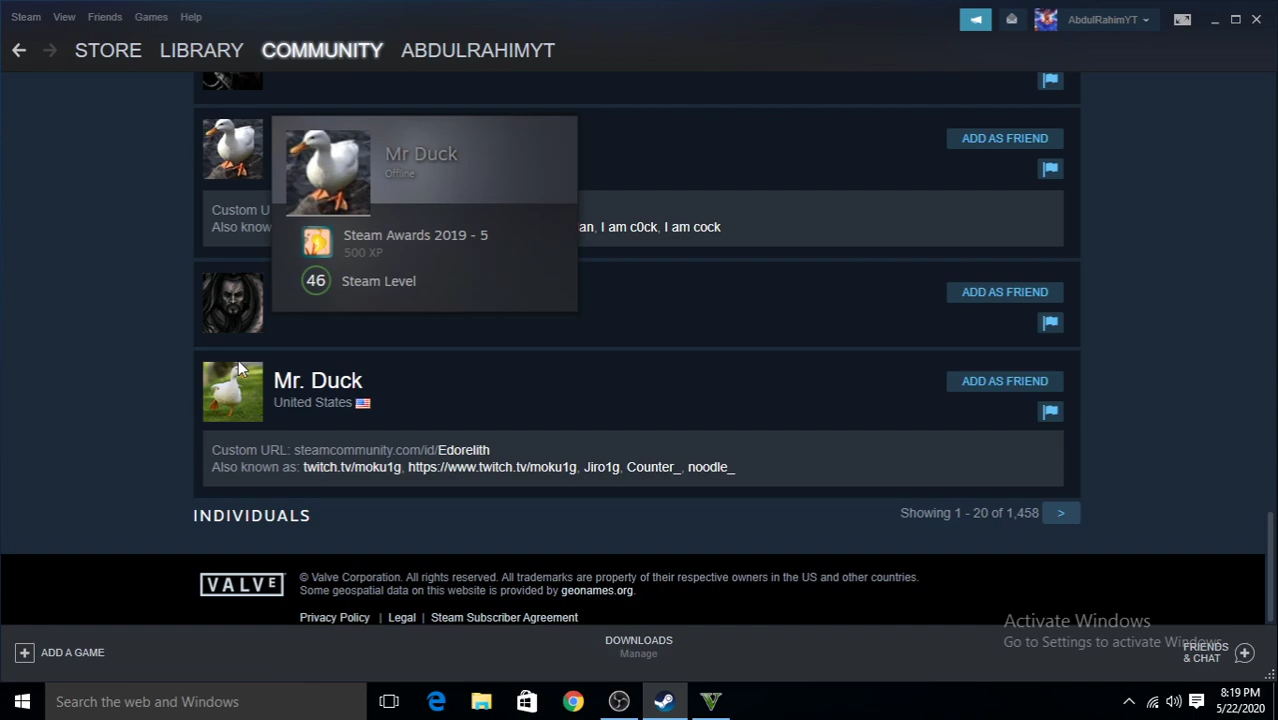 Steam View Friends Games Help
AbdulRahimYT
STORE LIBRARY COMMUNITY ABDULRAHIMYT
ADD AS FRIEND
Mr Duck
Offline
Custom U
Also know
an, I am c0ck, I am cock
Steam Awards 2019 - 5
500 XP
46 Steam Level
ADD AS FRIEND
Mr. Duck
United States
ADD AS FRIEND
Custom URL: steamcommunity.com/id/Edorelith
Also known as: twitch.tv/moku1g, https://www.twitch.tv/moku1g, Jiro1g, Counter_, noodle_
INDIVIDUALS
Showing 1 - 20 of 1,458 >
VALVE
© Valve Corporation. All rights reserved. All trademarks are property of their respective owners in the US and other countries.
Some geospatial data on this website is provided by geonames.org.
Privacy Policy | Legal | Steam Subscriber Agreement
Activate Windows
Go to Settings to activate Windows.
+ ADD A GAME
DOWNLOADS
Manage
FRIENDS
& CHAT +
Search the web and Windows
8:19 PM
5/22/2020